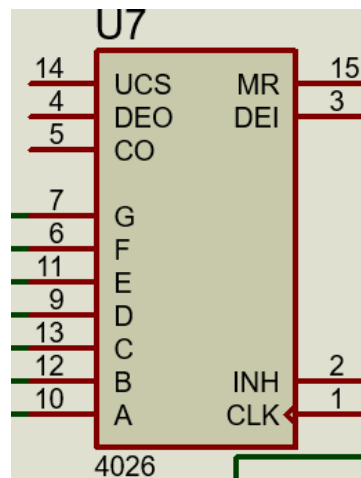 U7
14 UCS MR 15
4 DEO DEI 3
5 CO
7 G
6 F
11 E
9 D
13 C
12 B INH 2
10 A CLK 1
4026